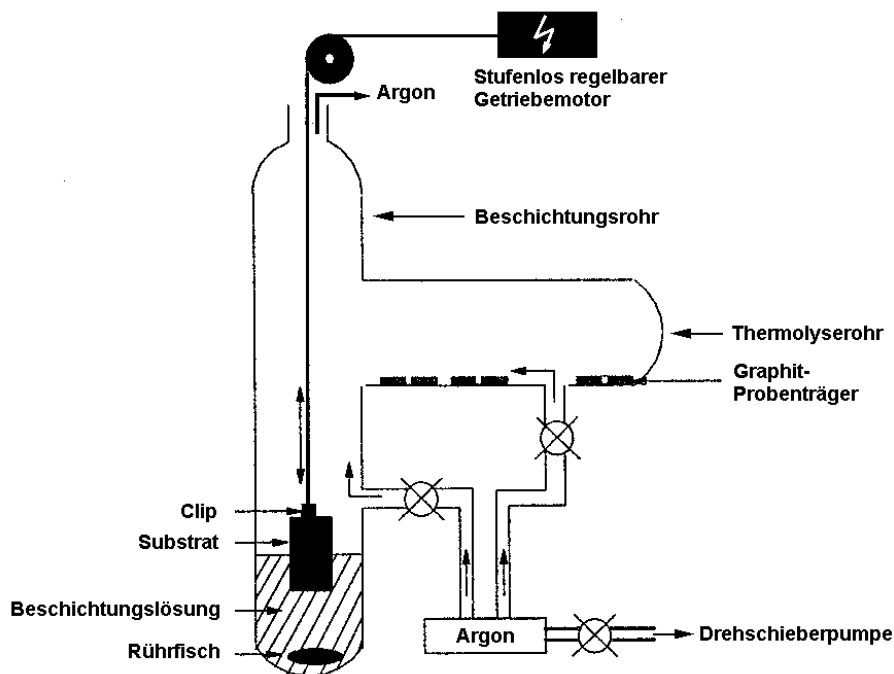 Stufenlos regelbarer
Getriebemotor
Argon
Beschichtungsrohr
Thermolyserohr
Graphit-
Probenträger
Clip
Substrat
Beschichtungslösung
Argon
Drehschieberpumpe
Rührfisch